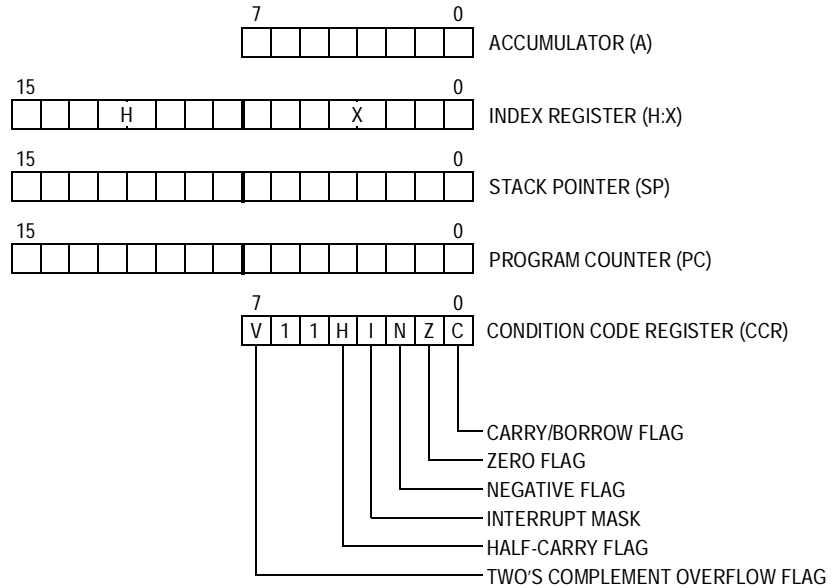 7 0
ACCUMULATOR (A)
15 0
H X INDEX REGISTER (H:X)
15 0
STACK POINTER (SP)
15 0
PROGRAM COUNTER (PC)
7 0
V 1 1 H I N Z C CONDITION CODE REGISTER (CCR)
CARRY/BORROW FLAG
ZERO FLAG
NEGATIVE FLAG
INTERRUPT MASK
HALF-CARRY FLAG
TWO'S COMPLEMENT OVERFLOW FLAG